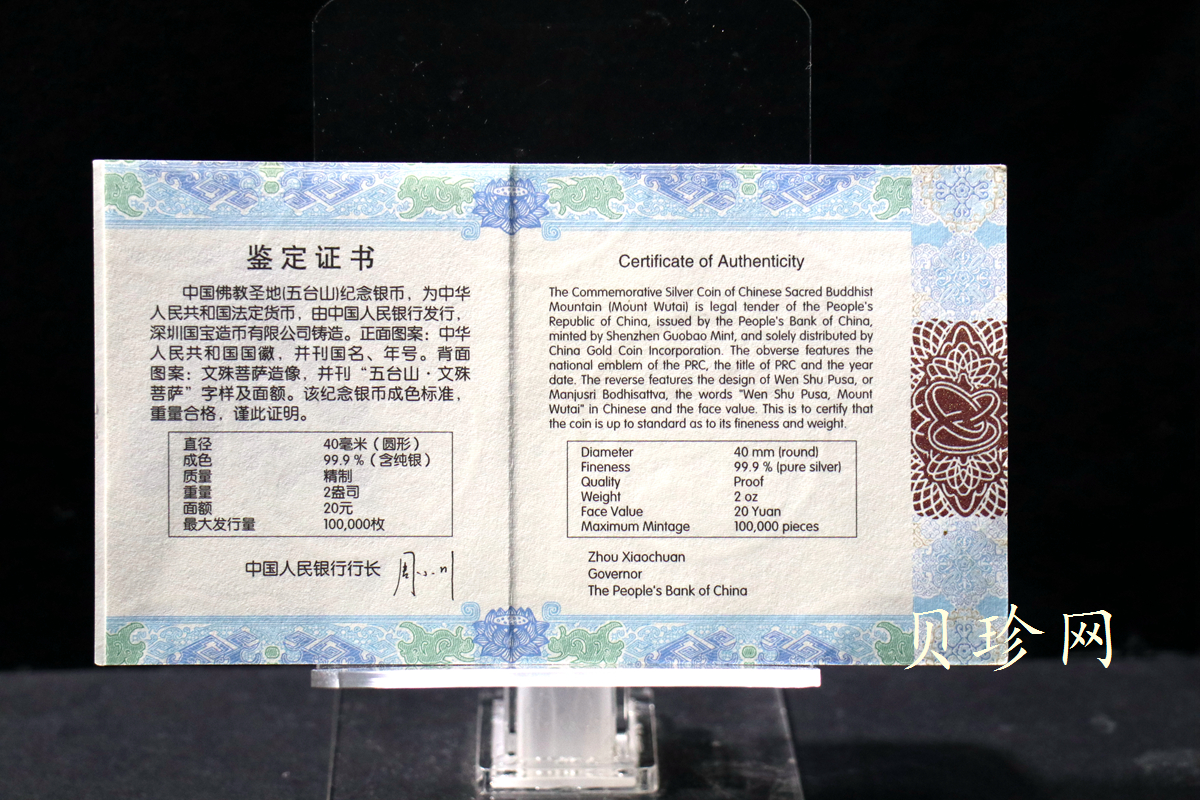 鉴定证书
中国佛教圣地(五台山)纪念银币，为中华
人民共和国法定货币，由中国人民银行发行，
深圳国宝造币有限公司铸造。正面图案：中华
人民共和国国徽，并刊国名、年号。背面
图案：文殊菩萨造像，并刊“五台山·文殊
菩萨”字样及面额。该纪念银币成色标准，
重量合格，谨此证明。
直径 40毫米（圆形）
成色 99.9％（含纯银）
质量 精制
重量 2盎司
面额 20元
最大发行量 100,000枚
中国人民银行行长 周小川
Certificate of Authenticity
The Commemorative Silver Coin of Chinese Sacred Buddhist
Mountain (Mount Wutai) is legal tender of the People's
Republic of China, issued by the People's Bank of China,
minted by Shenzhen Guobao Mint, and solely distributed by
China Gold Coin Incorporation. The obverse features the
national emblem of the PRC, the title of PRC and the year
date. The reverse features the design of Wen Shu Pusa, or
Manjusri Bodhisattva, the words "Wen Shu Pusa, Mount
Wutai" in Chinese and the face value. This is to certify that
the coin is up to standard as to its fineness and weight.
Diameter 40 mm (round)
Fineness 99.9 % (pure silver)
Quality Proof
Weight 2 oz
Face Value 20 Yuan
Maximum Mintage 100,000 pieces
Zhou Xiaochuan
Governor
The People's Bank of China
贝珍网